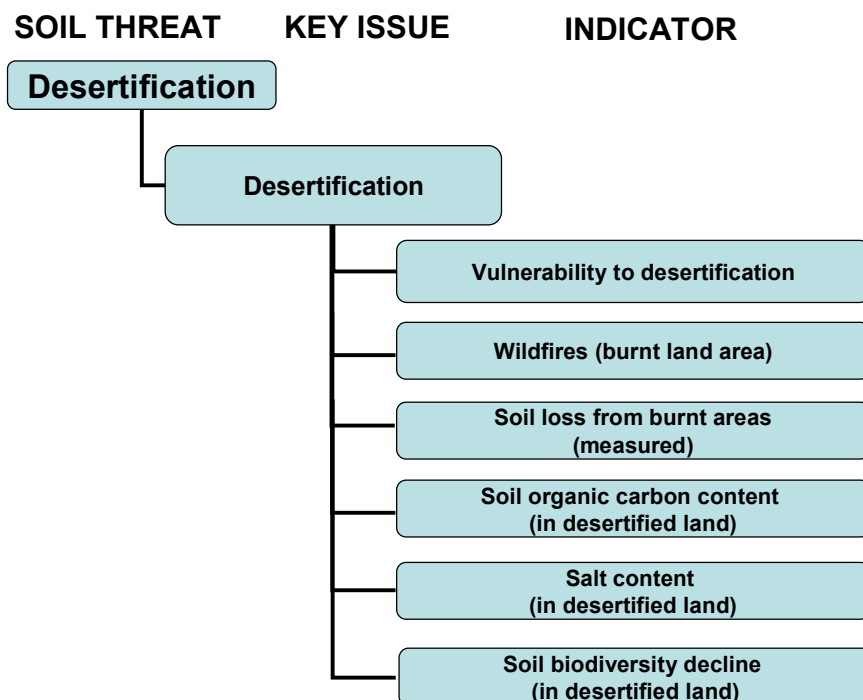 SOIL THREAT KEY ISSUE INDICATOR
Desertification
Desertification
Vulnerability to desertification
Wildfires (burnt land area)
Soil loss from burnt areas
(measured)
Soil organic carbon content
(in desertified land)
Salt content
(in desertified land)
Soil biodiversity decline
(in desertified land)